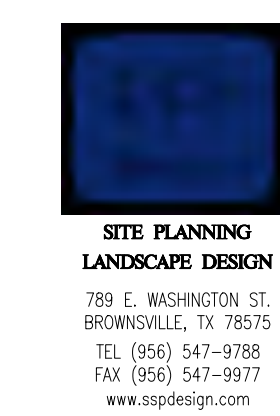 SITE PLANNING
LANDSCAPE DESIGN
789 E. WASHINGTON ST.
BROWNSVILLE, TX 78575
TEL (956) 547-9788
FAX (956) 547-9977
www.sspdesign.com